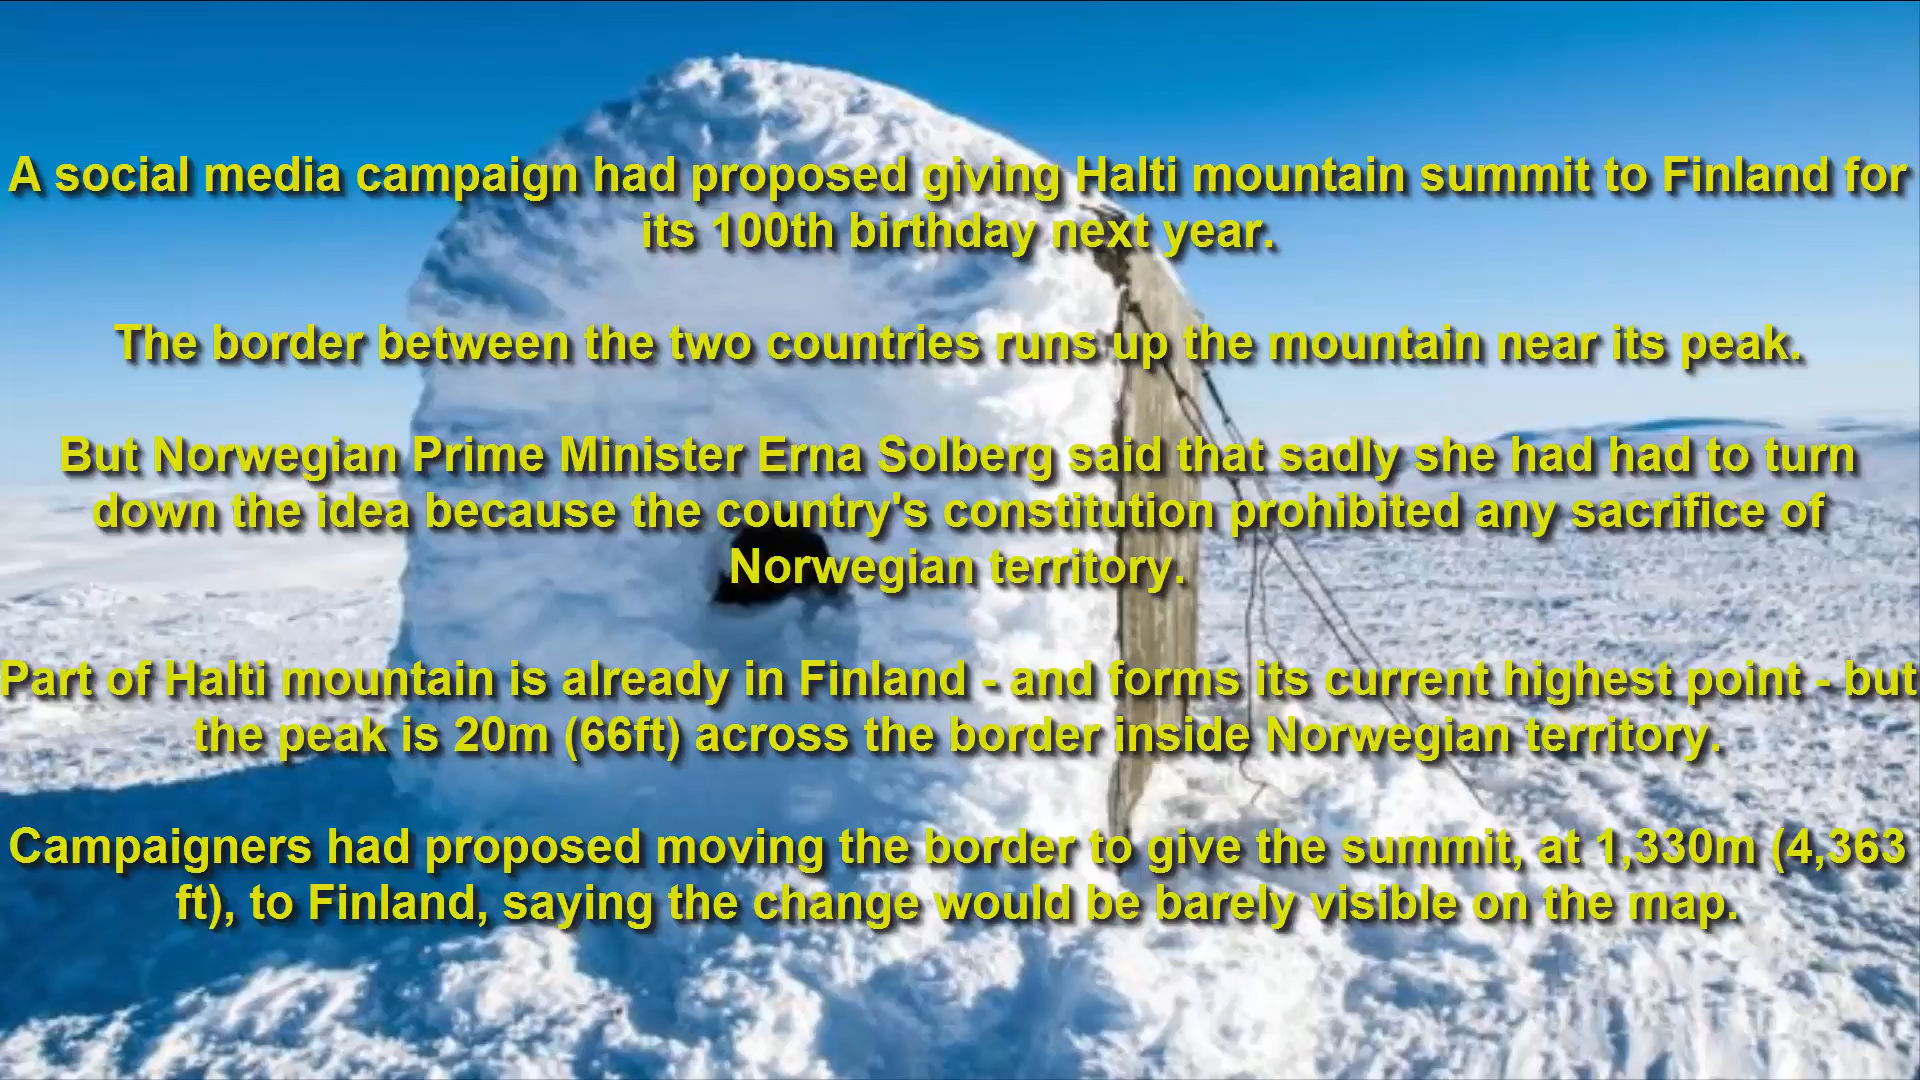 A social media campaign had proposed giving Halti mountain summit to Finland for
its 100th birthday next year.
The border between the two countries runs up the mountain near its peak.
But Norwegian Prime Minister Erna Solberg said that sadly she had had to turn
down the idea because the country's constitution prohibited any sacrifice of
Norwegian territory.
Part of Halti mountain is already in Finland - and forms its current highest point - but
the peak is 20m (66ft) across the border inside Norwegian territory.
Campaigners had proposed moving the border to give the summit, at 1,330m (4,363
ft), to Finland, saying the change would be barely visible on the map.